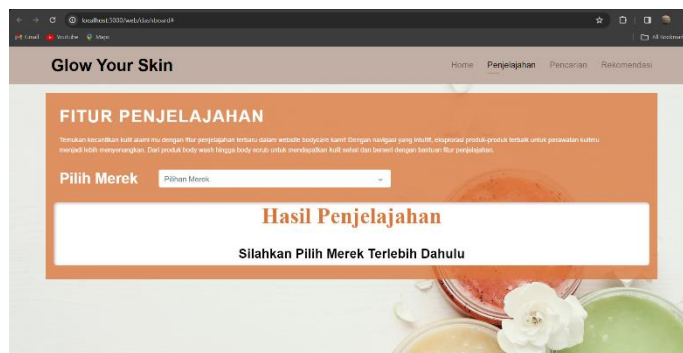 localhost:3000/web/dashboard#
Gmail YouTube Maps All Bookmarks
Glow Your Skin Home Penjelajahan Pencarian Rekomendasi
FITUR PENJELAJAHAN
Temukan kecantikan kulit alami mu dengan fitur penjelajahan terbaru dalam website bodycare kami! Dengan navigasi yang intuitif, eksplorasi produk-produk terbaik untuk perawatan kulitmu
menjadi lebih menyenangkan. Dari produk body wash hingga body scrub untuk mendapatkan kulit sehat dan berseri dengan bantuan fitur penjelajahan.
Pilih Merek Pilihan Merek
Hasil Penjelajahan
Silahkan Pilih Merek Terlebih Dahulu